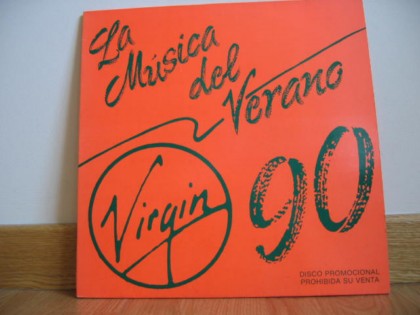 La
Música
del
Verano
Virgin
90
DISCO PROMOCIONAL
PROHIBIDA SU VENTA